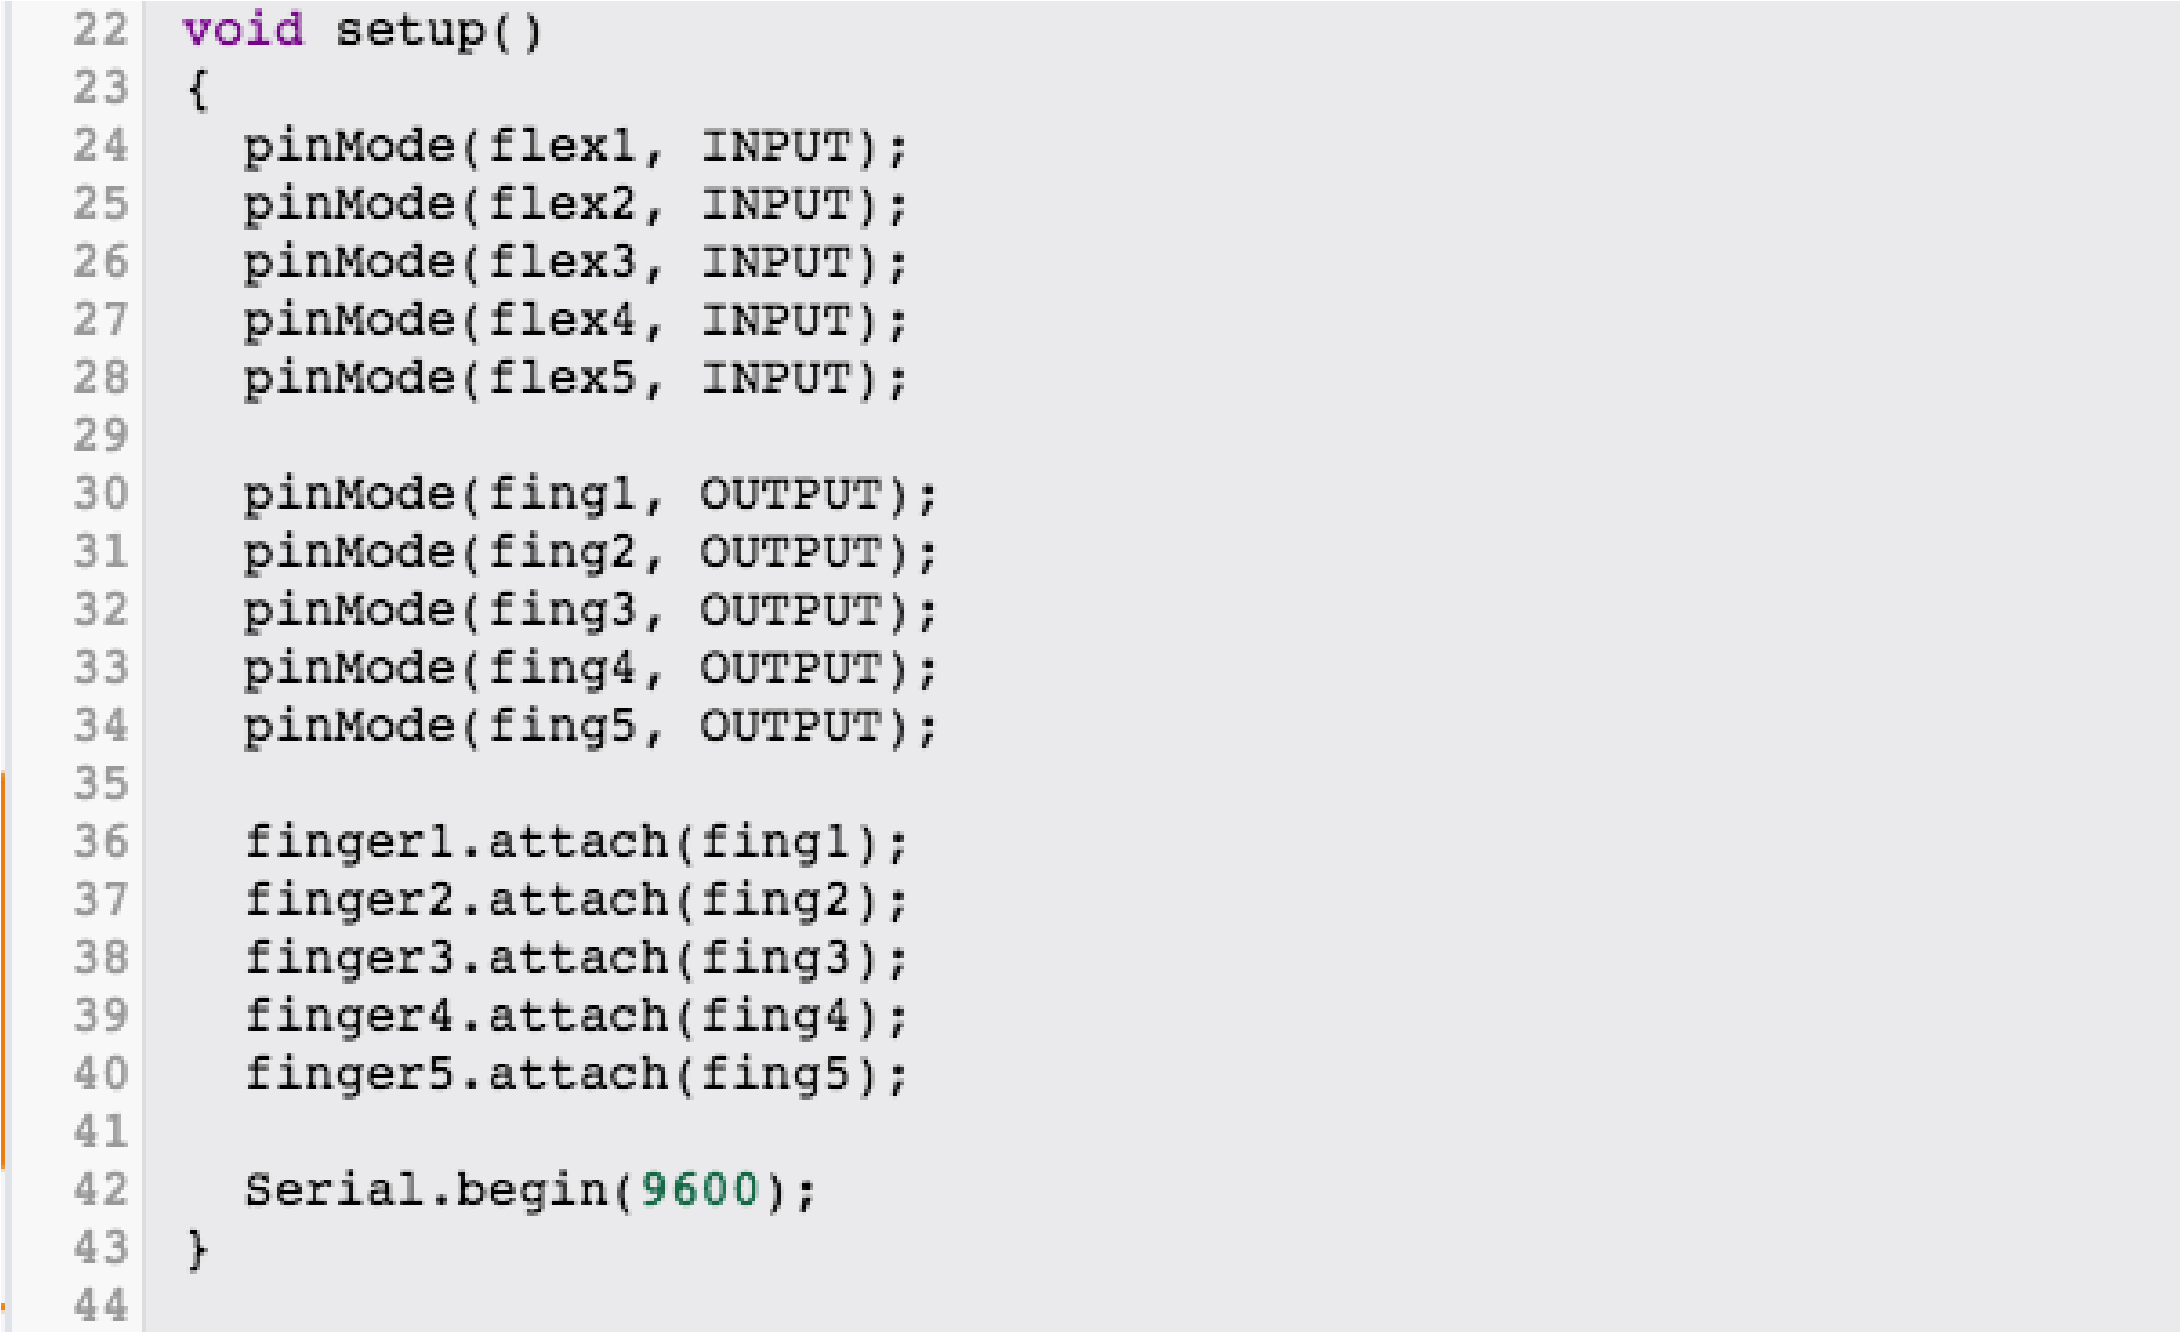 22 void setup()
23 {
24   pinMode(flex1, INPUT);
25   pinMode(flex2, INPUT);
26   pinMode(flex3, INPUT);
27   pinMode(flex4, INPUT);
28   pinMode(flex5, INPUT);
29
30   pinMode(fing1, OUTPUT);
31   pinMode(fing2, OUTPUT);
32   pinMode(fing3, OUTPUT);
33   pinMode(fing4, OUTPUT);
34   pinMode(fing5, OUTPUT);
35
36   finger1.attach(fing1);
37   finger2.attach(fing2);
38   finger3.attach(fing3);
39   finger4.attach(fing4);
40   finger5.attach(fing5);
41
42   Serial.begin(9600);
43 }
44